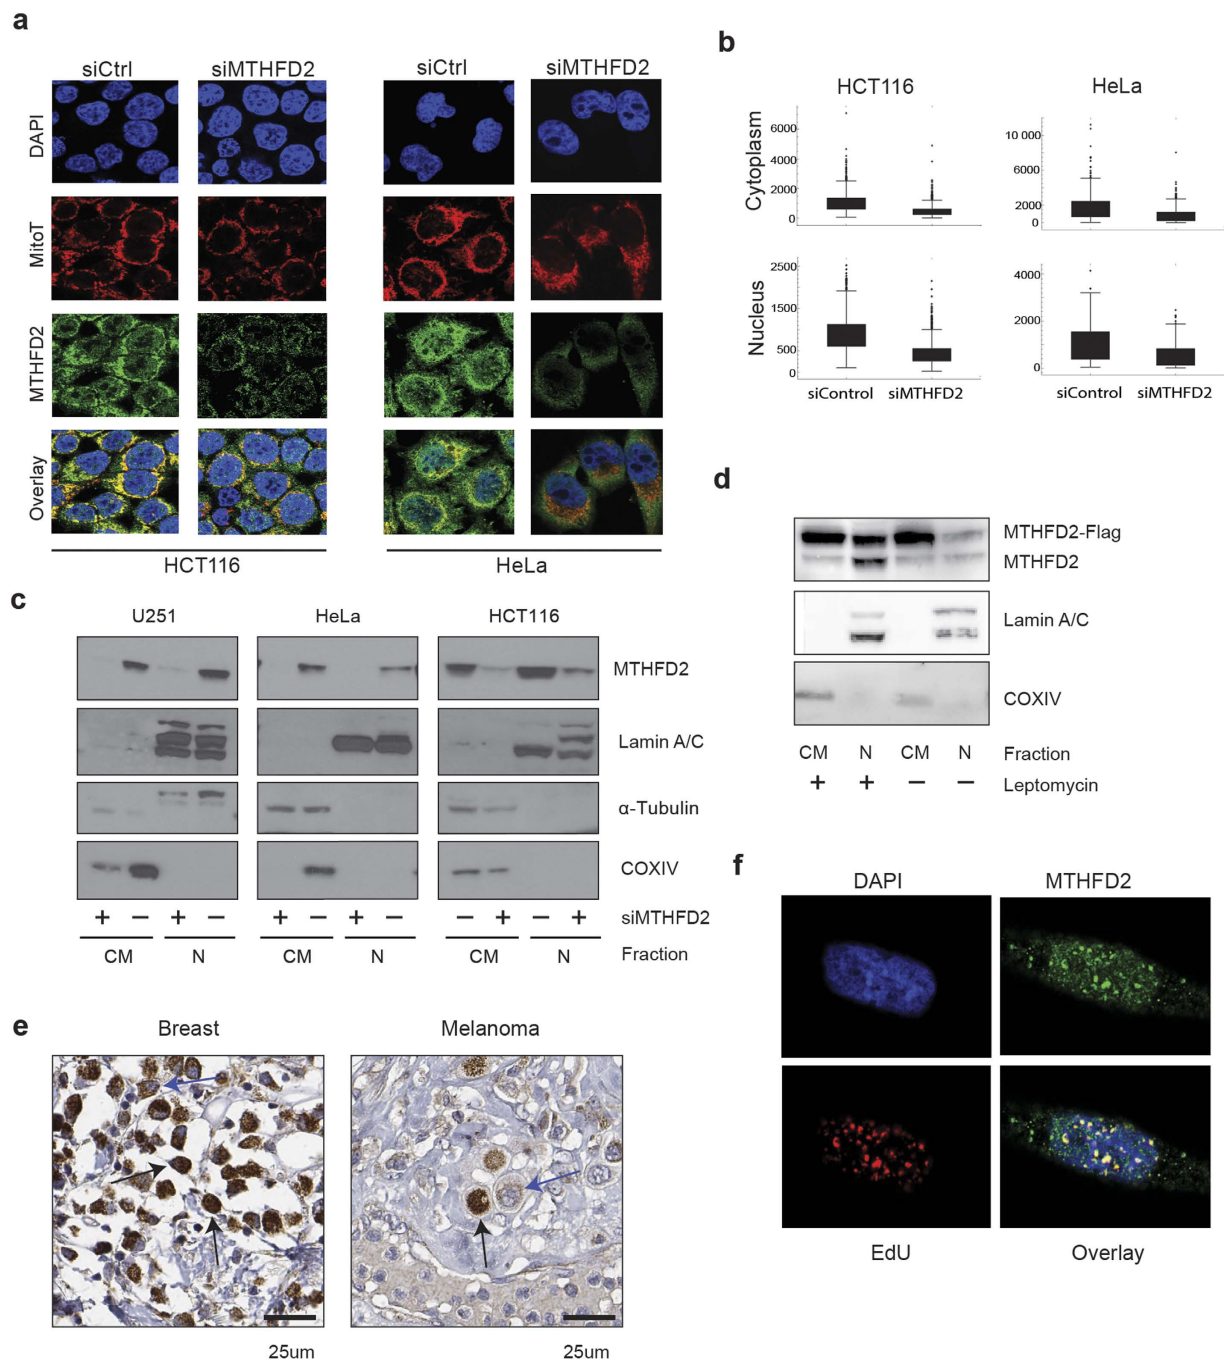 a
siCtrl siMTHFD2 siCtrl siMTHFD2
DAPI
MitoT
MTHFD2
Overlay
HCT116 HeLa
b
HCT116 HeLa
Cytoplasm
6000
4000
2000
0
10 000
6000
2000
0
Nucleus
2500
1500
500
0
4000
2000
0
siControl siMTHFD2 siControl siMTHFD2
c
U251 HeLa HCT116
MTHFD2
Lamin A/C
α-Tubulin
COXIV
+ − + − + − + − − + − + siMTHFD2
CM N CM N CM N Fraction
d
MTHFD2-Flag
MTHFD2
Lamin A/C
COXIV
CM N CM N Fraction
+ + − − Leptomycin
e
Breast Melanoma
25um 25um
f
DAPI MTHFD2
EdU Overlay